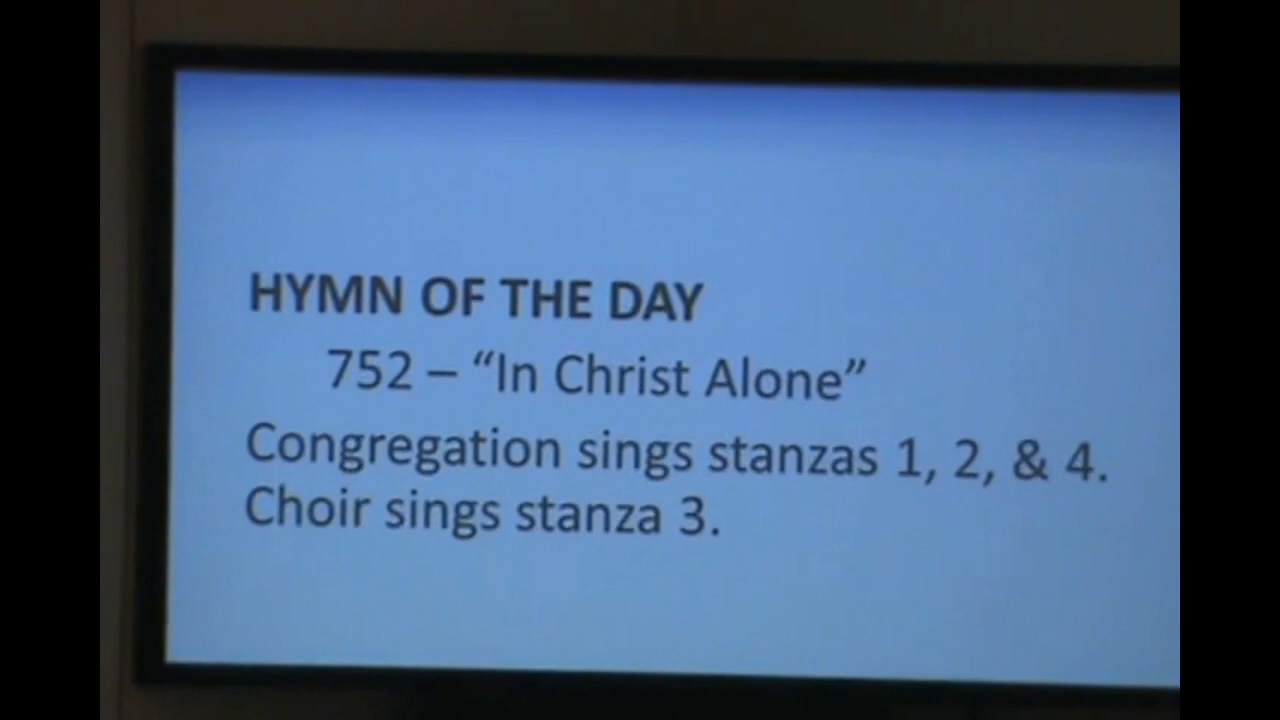 HYMN OF THE DAY
752 – “In Christ Alone”
Congregation sings stanzas 1, 2, & 4.
Choir sings stanza 3.